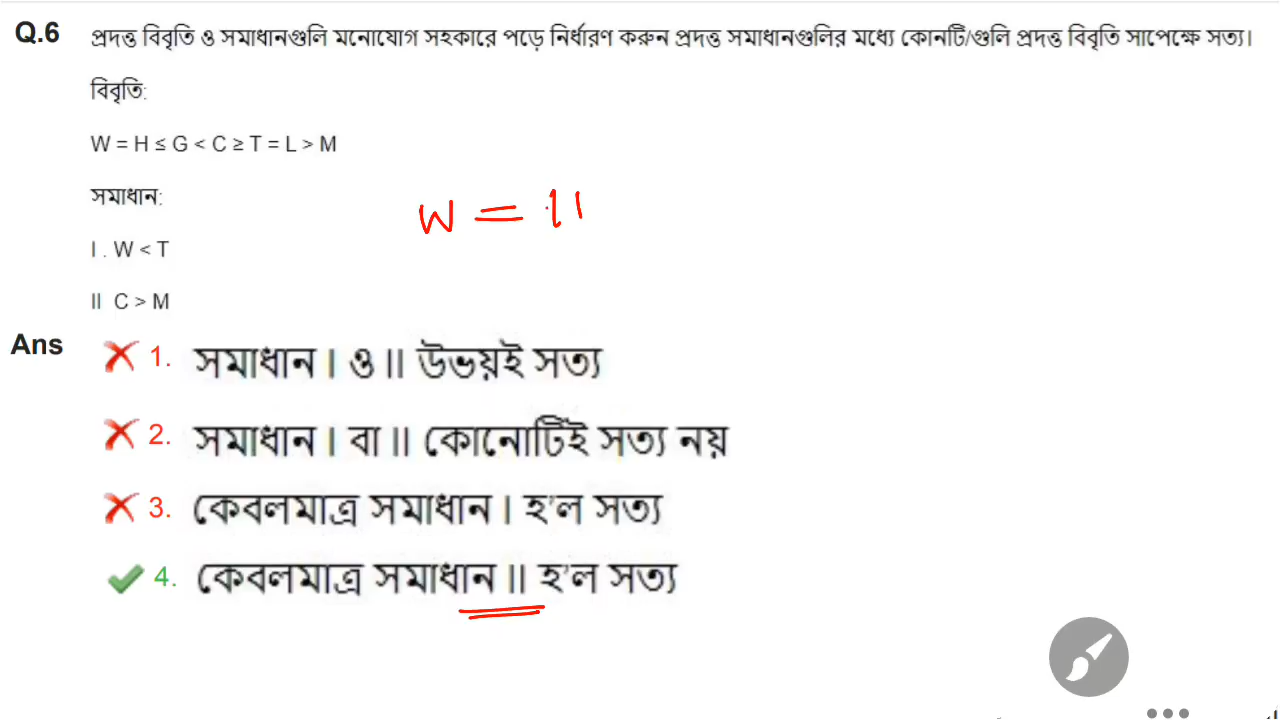 Q.6 প্রদত্ত বিবৃতি ও সমাধানগুলি মনোযোগ সহকারে পড়ে নির্ধারণ করুন প্রদত্ত সমাধানগুলির মধ্যে কোনটি/গুলি প্রদত্ত বিবৃতি সাপেক্ষে সত্য।
বিবৃতি:
W = H ≤ G < C ≥ T = L > M
সমাধান:
W =
I . W < T
II C > M
Ans
1. সমাধান I ও II উভয়ই সত্য
2. সমাধান I বা II কোনোটিই সত্য নয়
3. কেবলমাত্র সমাধান I হ'ল সত্য
4. কেবলমাত্র সমাধান II হ'ল সত্য